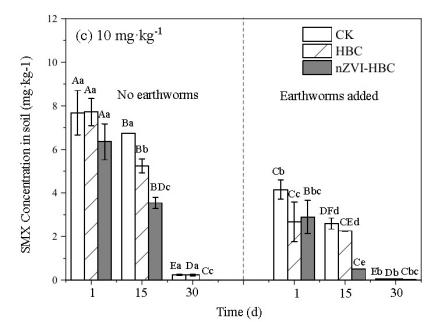 12
10
8
6
4
2
0
SMX Concentration in soil (mg·kg-1)
(c) 10 mg·kg-1
CK
HBC
nZVI-HBC
No earthworms
Earthworms added
Aa
Aa
Aa
Ba
Bb
BDc
Ea
Da
Cc
Cb
Cc
Bbc
DFd
CEd
Ce
Eb
Db
Cbc
1
15
30
1
15
30
Time (d)